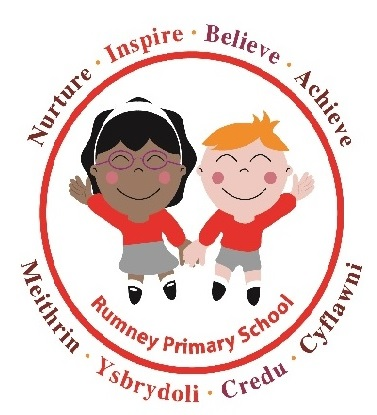 Nurture · Inspire · Believe · Achieve
Rumney Primary School
Meithrin · Ysbrydoli · Credu · Cyflawni